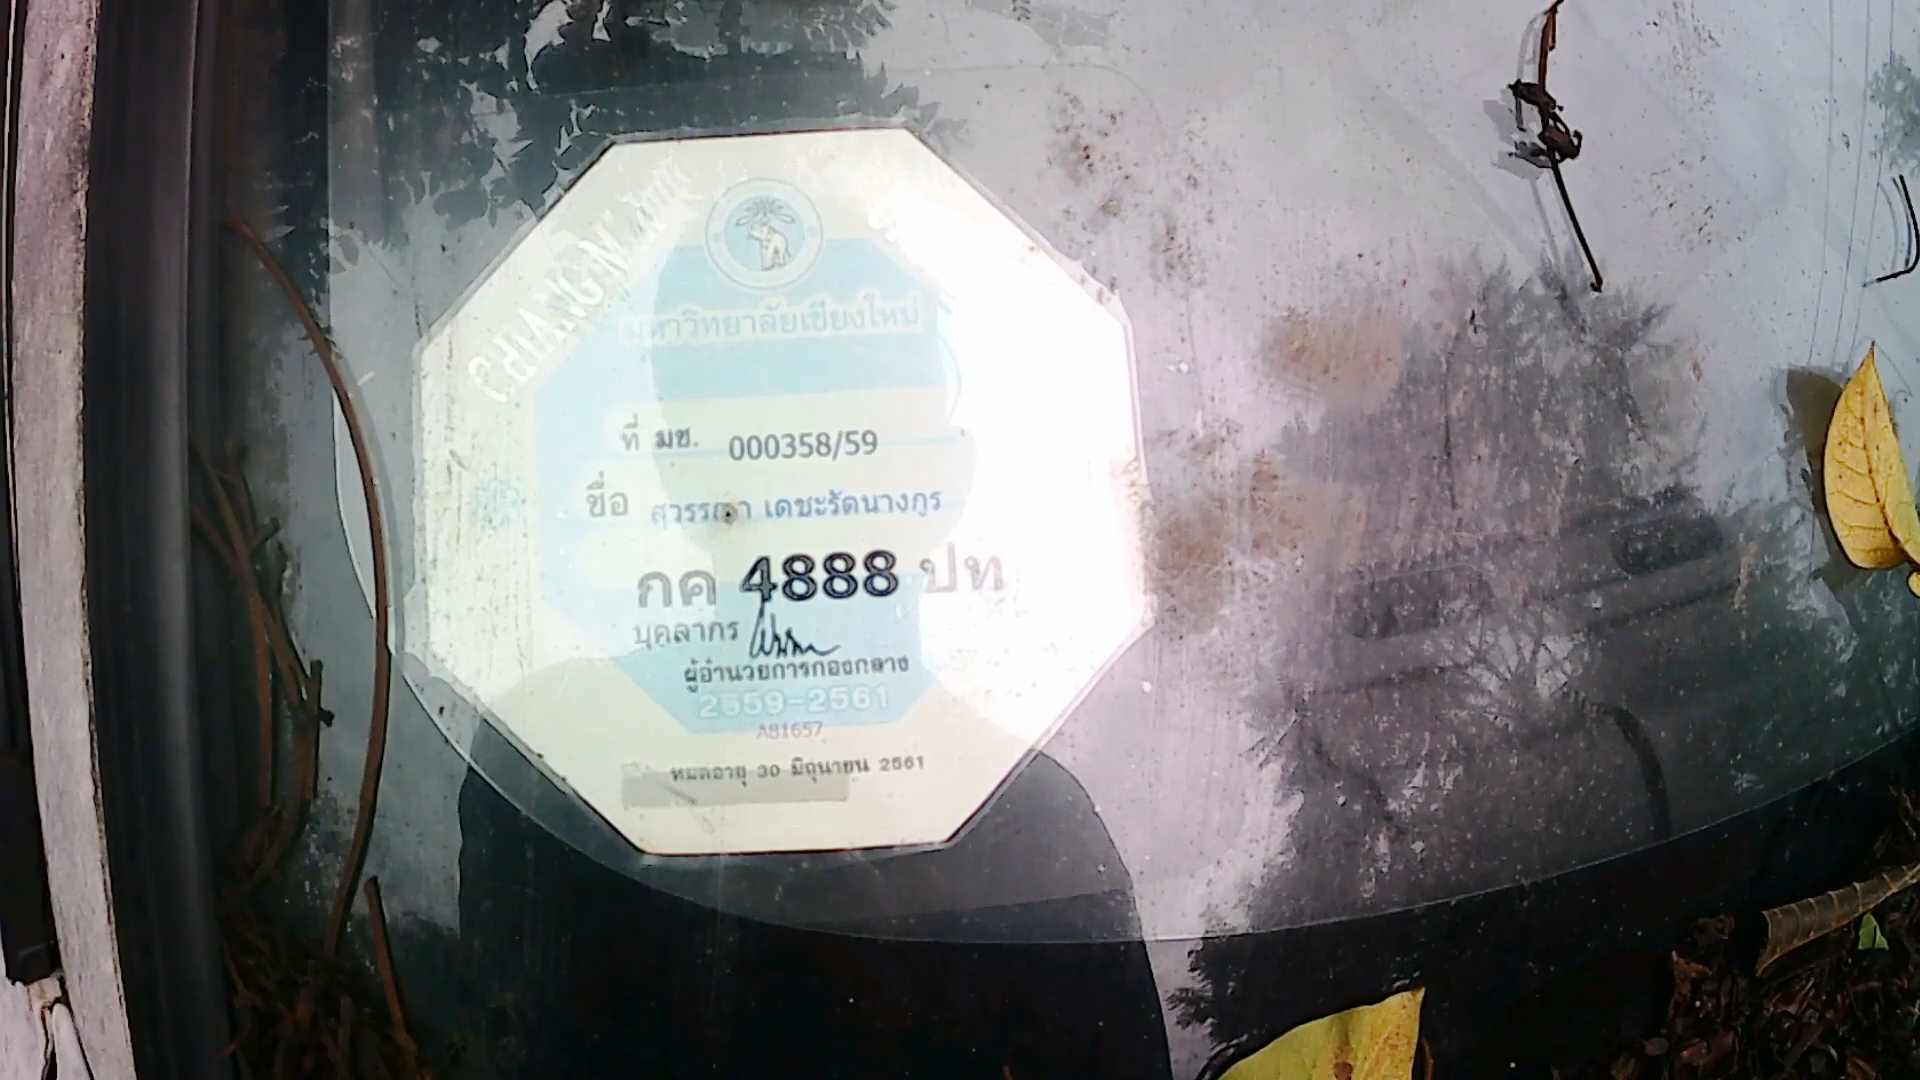 CHIANG MAI
มหาวิทยาลัยเชียงใหม่
ที่ มช. 000358/59
ชื่อ สุวรรณา เดชะรัตนางกูร
กค 4888 ปท
บุคลากร
ผู้อำนวยการกองกลาง
2559-2561
A81657
หมดอายุ 30 มิถุนายน 2561